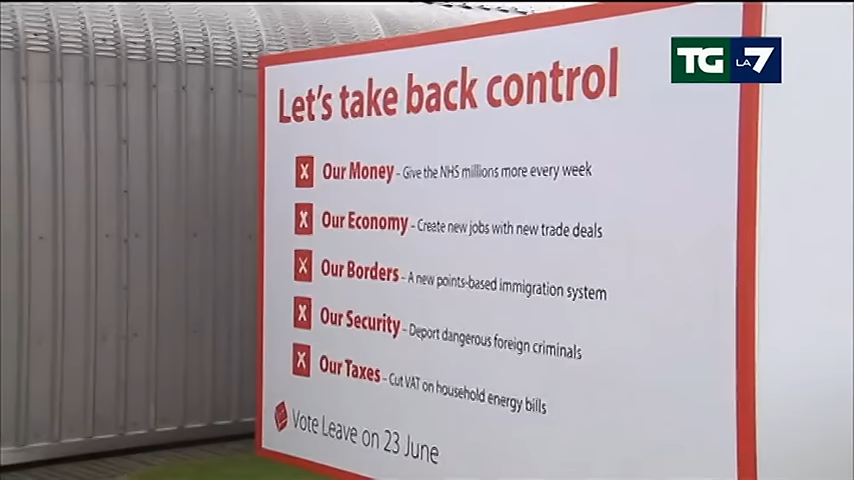 TG LA 7
Let's take back control
X Our Money – Give the NHS millions more every week
X Our Economy – Create new jobs with new trade deals
X Our Borders – A new points-based immigration system
X Our Security – Deport dangerous foreign criminals
X Our Taxes – Cut VAT on household energy bills
Vote Leave on 23 June